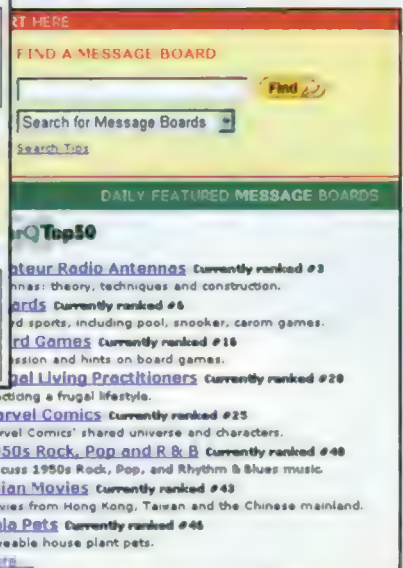 RT HERE
FIND A MESSAGE BOARD
Find
Search for Message Boards
Search Tips
DAILY FEATURED MESSAGE BOARDS
Top50
ateur Radio Antennas Currently ranked #3
nnas: theory, techniques and construction.
ards Currently ranked #6
rd sports, including pool, snooker, carom games.
rd Games Currently ranked #16
ssion and hints on board games.
gal Living Practitioners Currently ranked #20
cticing a frugal lifestyle.
rvel Comics Currently ranked #25
rvel Comics' shared universe and characters.
50s Rock, Pop and R & B Currently ranked #40
cuss 1950s Rock, Pop, and Rhythm & Blues music.
ian Movies Currently ranked #43
vies from Hong Kong, Taiwan and the Chinese mainland.
Pets Currently ranked #46
veable house plant pets.